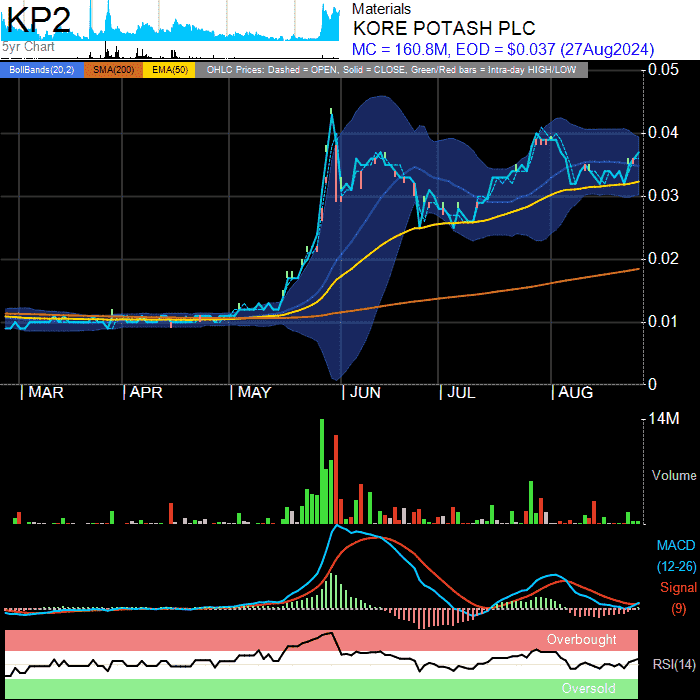 KP2
5yr Chart
Materials
KORE POTASH PLC
MC = 160.8M, EOD = $0.037 (27Aug2024)
BollBands(20,2) SMA(200) EMA(50) OHLC Prices: Dashed = OPEN, Solid = CLOSE, Green/Red bars = Intra-day HIGH/LOW
0.05
0.04
0.03
0.02
0.01
0
MAR APR MAY JUN JUL AUG
14M
Volume
MACD
(12-26)
Signal
(9)
Overbought
RSI(14)
Oversold